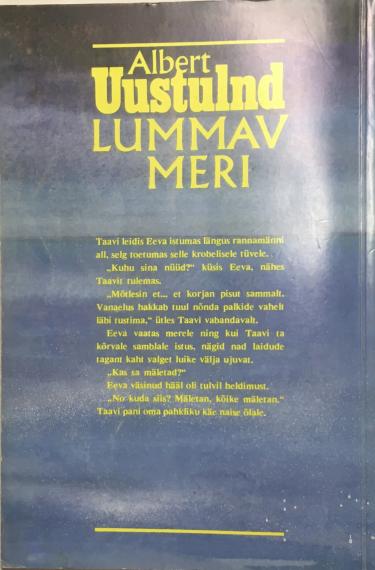 Albert
Uustulnd
LUMMAV
MERI
Taavi leidis Eeva istumas längus rannamänni
all, selg toetumas selle krobelisele tüvele.
„Kuhu sina nüüd?" küsis Eeva, nähes
Taavit tulemas.
„Mõtlesin et... et korjan pisut sammalt.
Vanaelus hakkab tuul nõnda palkide vahelt
läbi tustima," ütles Taavi vabandavalt.
Eeva vaatas merele ning kui Taavi ta
kõrvale samblale istus, nägid nad laidude
tagant kaht valget luike välja ujuvat.
„Kas sa mäletad?"
Eeva väsinud hääl oli tulvil heldimust.
„No kuda siis? Mäletan, kõike mäletan."
Taavi pani oma pahkliku käe naise õlale.